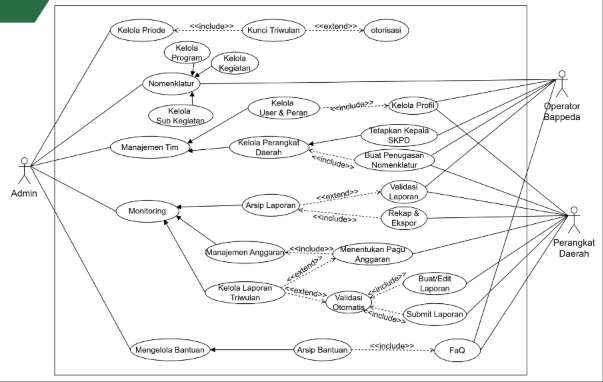 Kelola Priode
<<include>>
Kunci Triwulan
<<extend>>
otorisasi
Kelola
Program
Kelola
Kegiatan
Nomenklatur
Kelola
Sub Kegiatan
Kelola
User & Peran
<<include>>
Kelola Profil
Operator
Bappeda
Tetapkan Kepala
SKPD
Manajemen Tim
Kelola Perangkat
Daerah
<<include>>
Buat Penugasan
Nomenklatur
Admin
<<extend>>
Validasi
Laporan
Monitoring
Arsip Laporan
<<include>>
Rekap &
Ekspor
Perangkat
Daerah
Manajemen Anggaran
<<include>>
Menentukan Pagu
Anggaran
<<extend>>
Kelola Laporan
Triwulan
<<extend>>
Validasi
Otomatis
<<include>>
Buat/Edit
Laporan
<<include>>
Submit Laporan
Mengelola Bantuan
Arsip Bantuan
<<include>>
FaQ